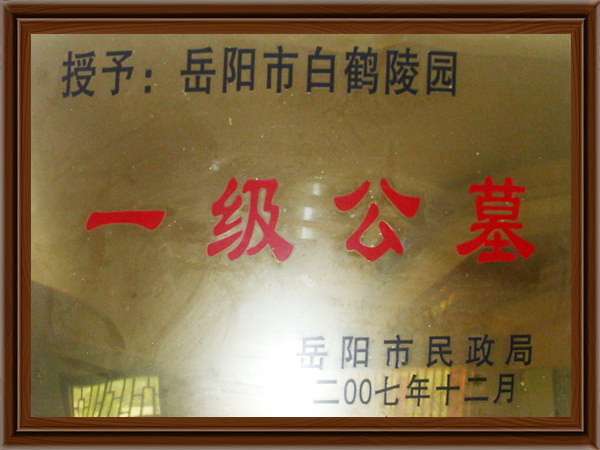 授予：岳阳市白鹤陵园
一级公墓
岳阳市民政局
二00七年十二月